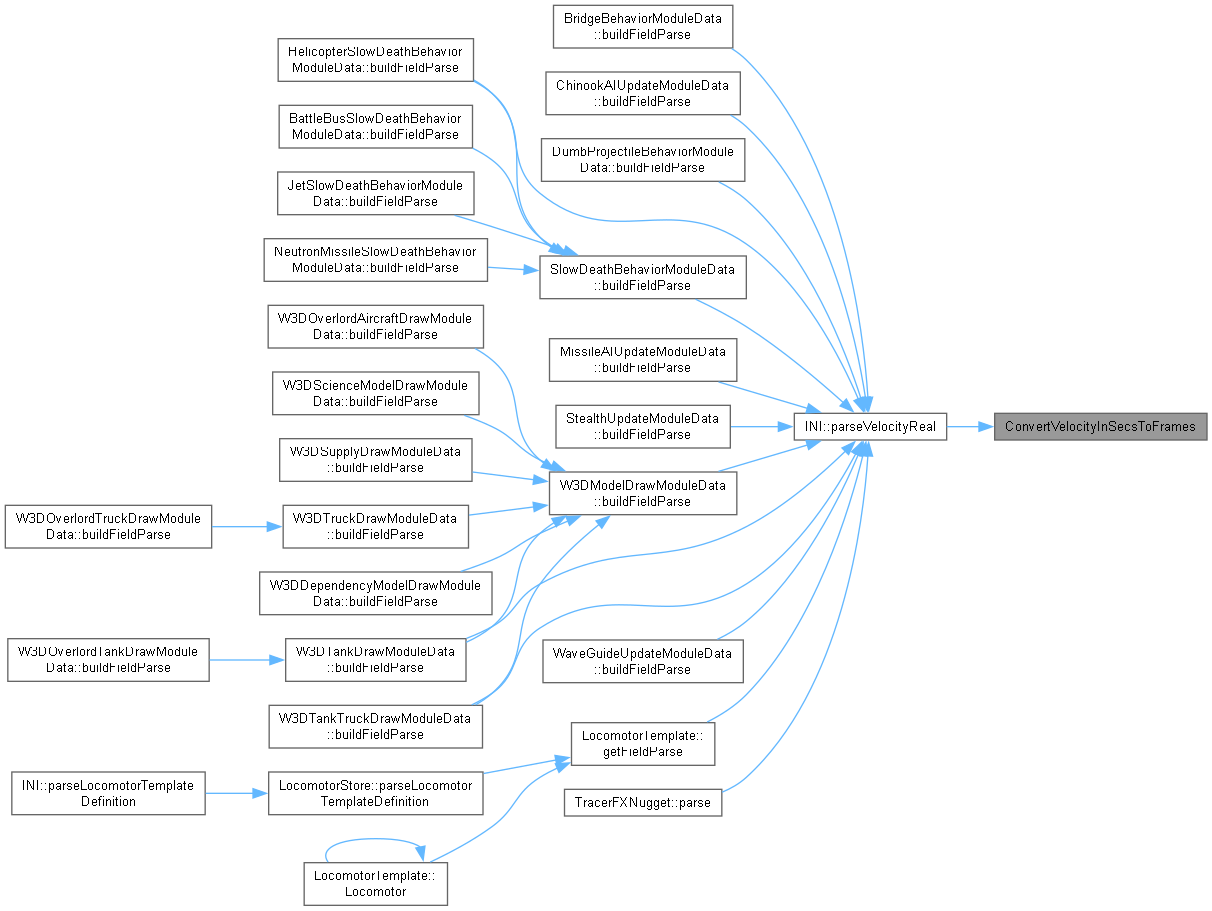 BridgeBehaviorModuleData
::buildFieldParse
HelicopterSlowDeathBehavior
ModuleData::buildFieldParse
ChinookAIUpdateModuleData
::buildFieldParse
BattleBusSlowDeathBehavior
ModuleData::buildFieldParse
DumbProjectileBehaviorModule
Data::buildFieldParse
JetSlowDeathBehaviorModule
Data::buildFieldParse
NeutronMissileSlowDeathBehavior
ModuleData::buildFieldParse
SlowDeathBehaviorModuleData
::buildFieldParse
W3DOverlordAircraftDrawModule
Data::buildFieldParse
MissileAIUpdateModuleData
::buildFieldParse
W3DScienceModelDrawModule
Data::buildFieldParse
StealthUpdateModuleData
::buildFieldParse
INI::parseVelocityReal
ConvertVelocityInSecsToFrames
W3DSupplyDrawModuleData
::buildFieldParse
W3DModelDrawModuleData
::buildFieldParse
W3DOverlordTruckDrawModule
Data::buildFieldParse
W3DTruckDrawModuleData
::buildFieldParse
W3DDependencyModelDrawModule
Data::buildFieldParse
W3DOverlordTankDrawModule
Data::buildFieldParse
W3DTankDrawModuleData
::buildFieldParse
WaveGuideUpdateModuleData
::buildFieldParse
W3DTankTruckDrawModuleData
::buildFieldParse
LocomotorTemplate::
getFieldParse
INI::parseLocomotorTemplate
Definition
LocomotorStore::parseLocomotor
TemplateDefinition
TracerFXNugget::parse
LocomotorTemplate::
Locomotor